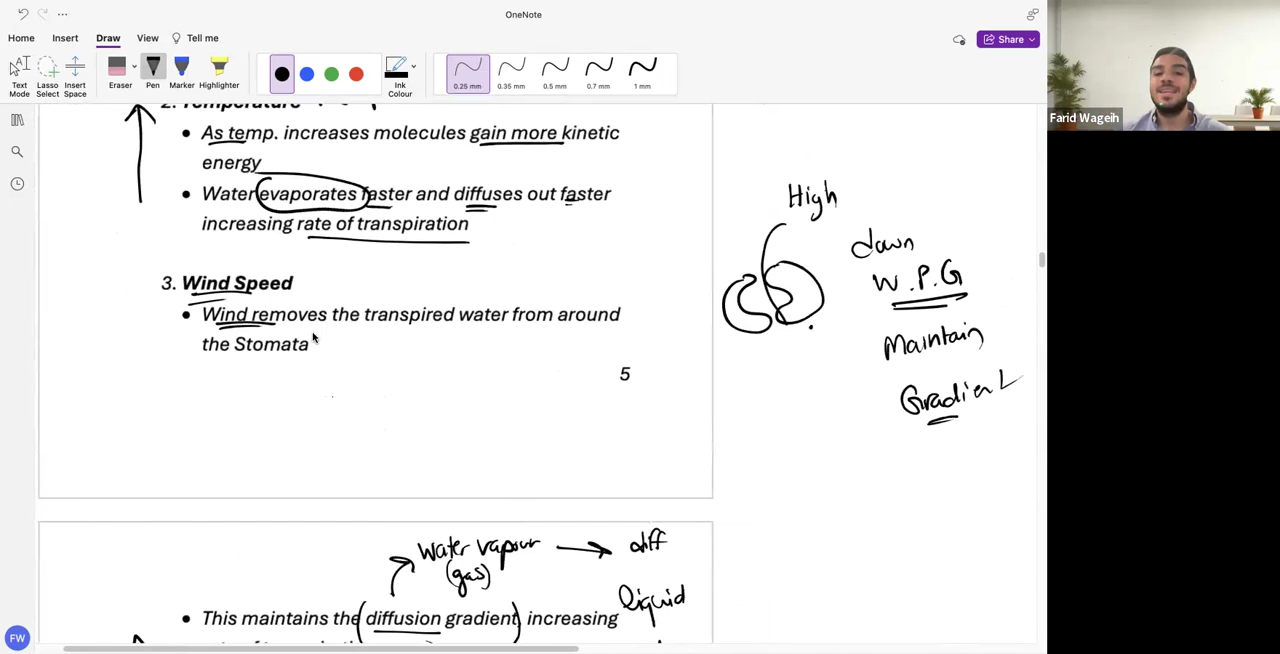 OneNote
Home Insert Draw View Tell me
Share
Text Mode
Lasso Select
Insert Space
Eraser
Pen
Marker
Highlighter
Ink Colour
0.25 mm 0.35 mm 0.5 mm 0.7 mm 1 mm
Farid Wageih
2. Temperature
• As temp. increases molecules gain more kinetic
energy
• Water evaporates faster and diffuses out faster
increasing rate of transpiration
3. Wind Speed
• Wind removes the transpired water from around
the Stomata
5
High
down
W.P.G
Maintain
Gradient
Water vapour
(gas)
diff
liquid
• This maintains the diffusion gradient, increasing
FW